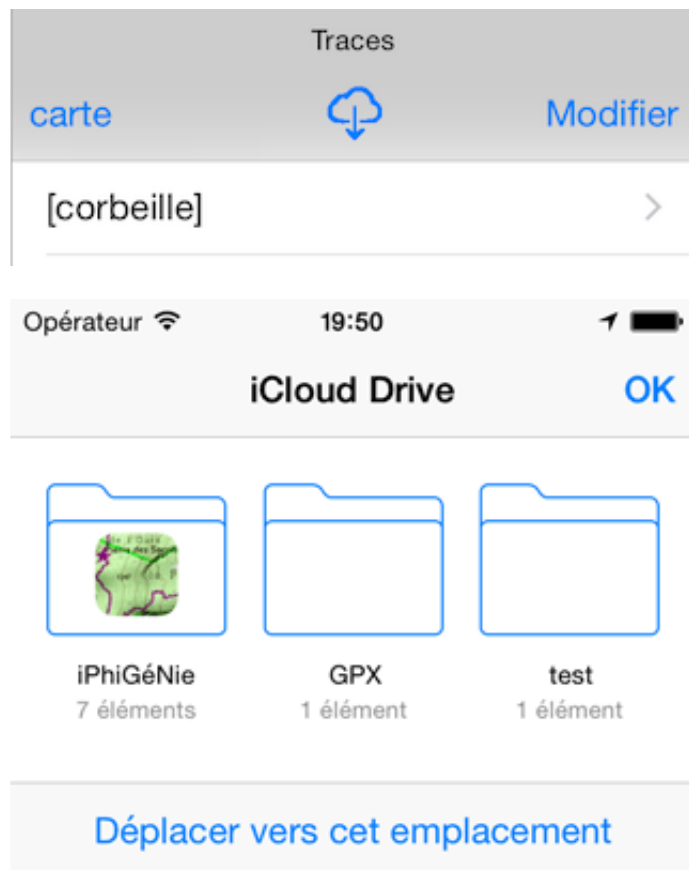 Traces
carte Modifier
[corbeille]
Opérateur 19:50
iCloud Drive OK
iPhiGéNie GPX test
7 éléments 1 élément 1 élément
Déplacer vers cet emplacement